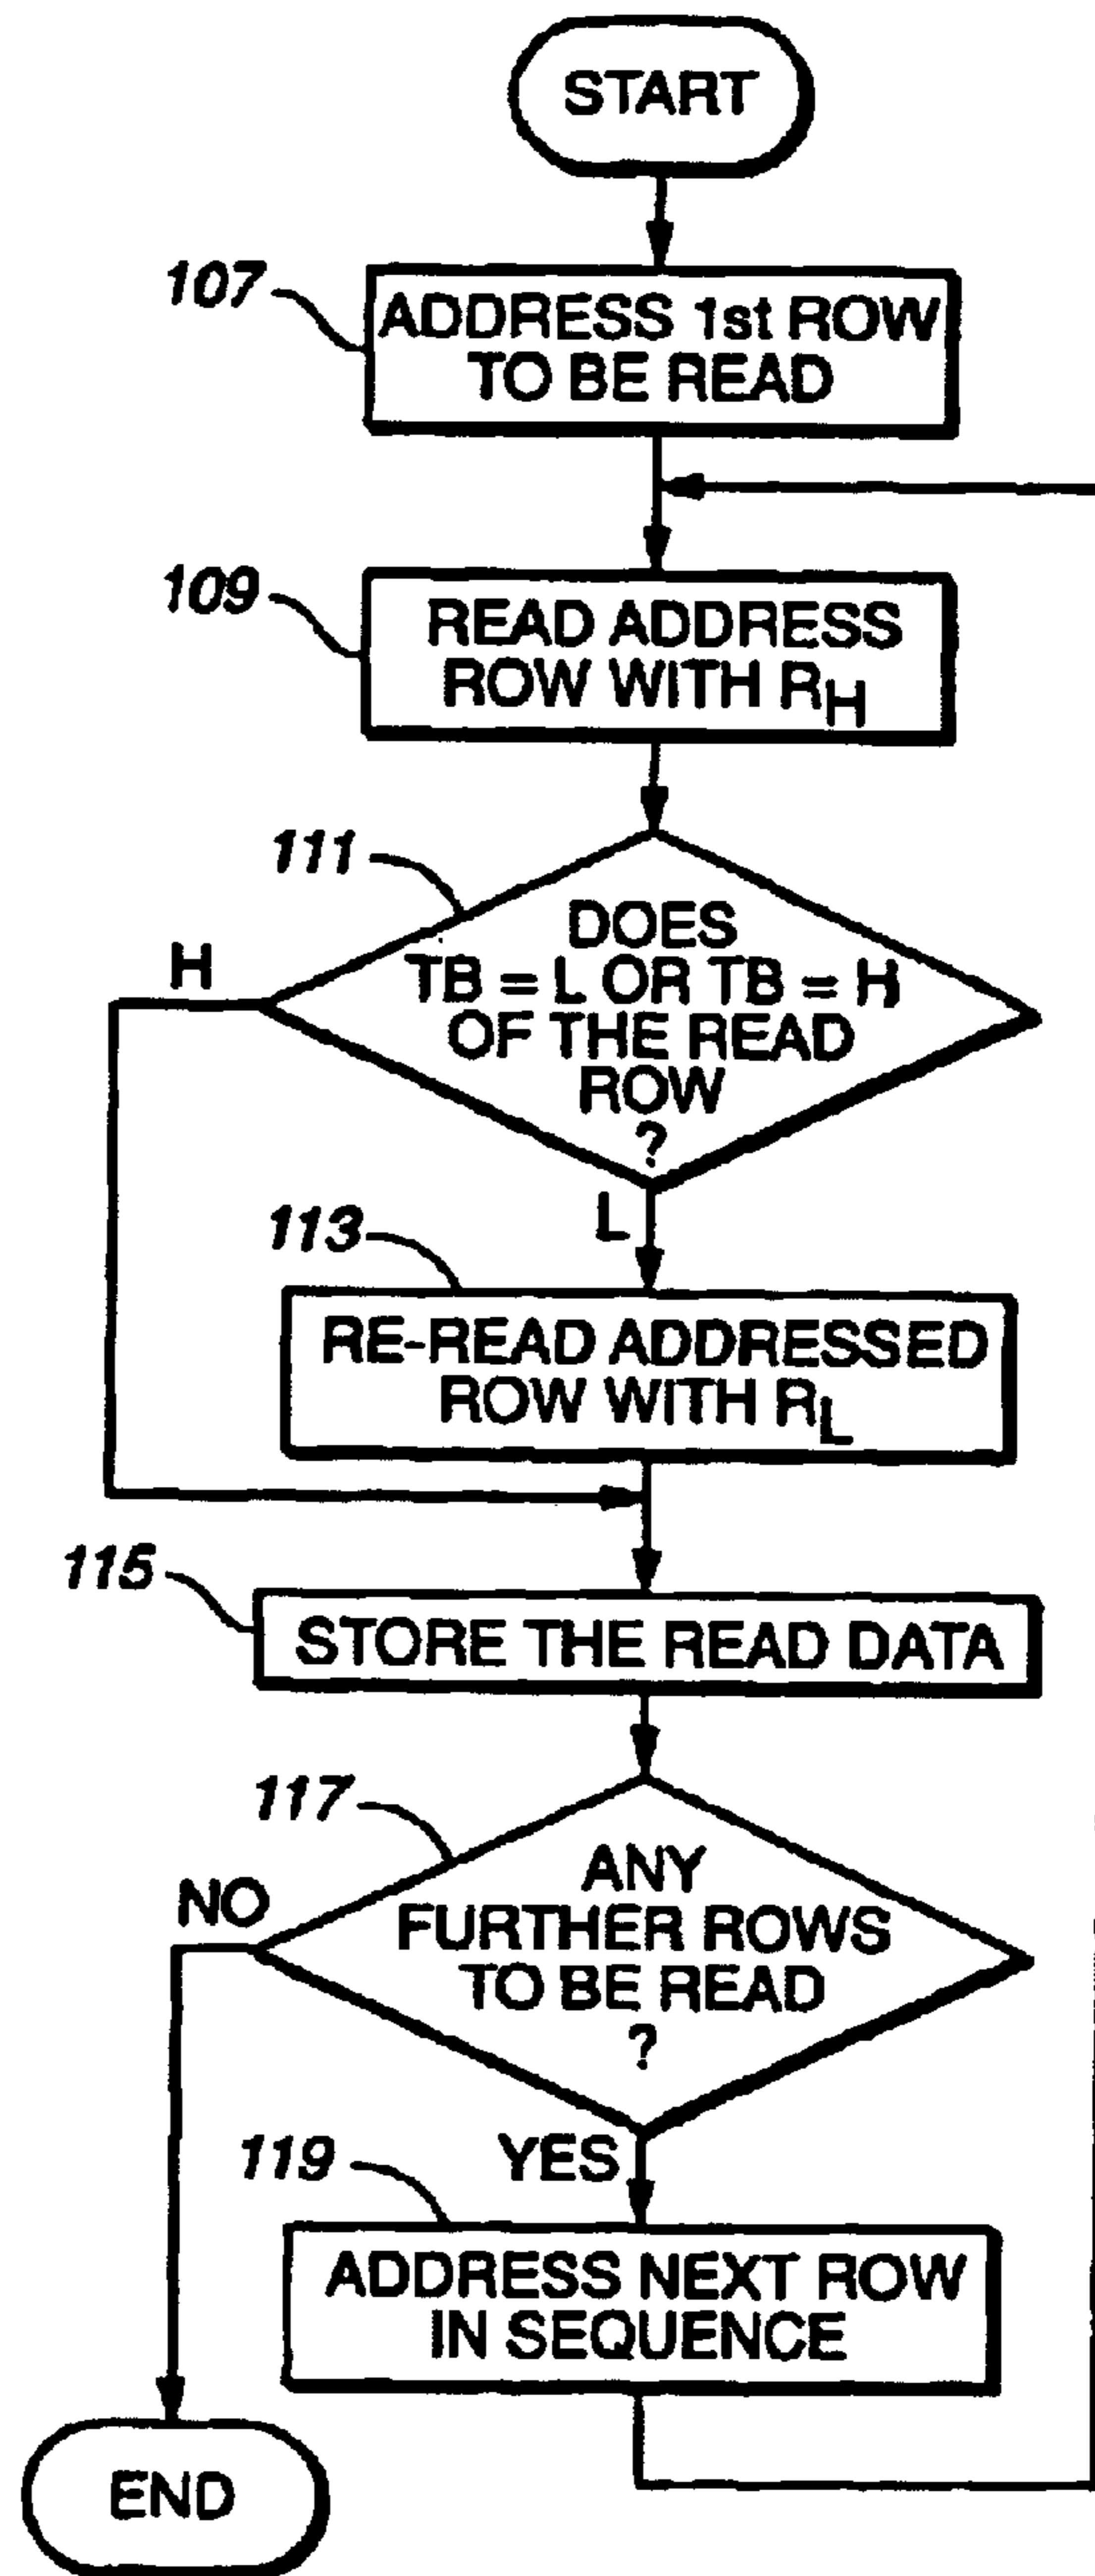 START
107
ADDRESS 1st ROW
TO BE READ
109
READ ADDRESS
ROW WITH RH
111
H
DOES
TB = L OR TB = H
OF THE READ
ROW
?
L
113
RE-READ ADDRESSED
ROW WITH RL
115
STORE THE READ DATA
117
NO
ANY
FURTHER ROWS
TO BE READ
?
YES
119
ADDRESS NEXT ROW
IN SEQUENCE
END